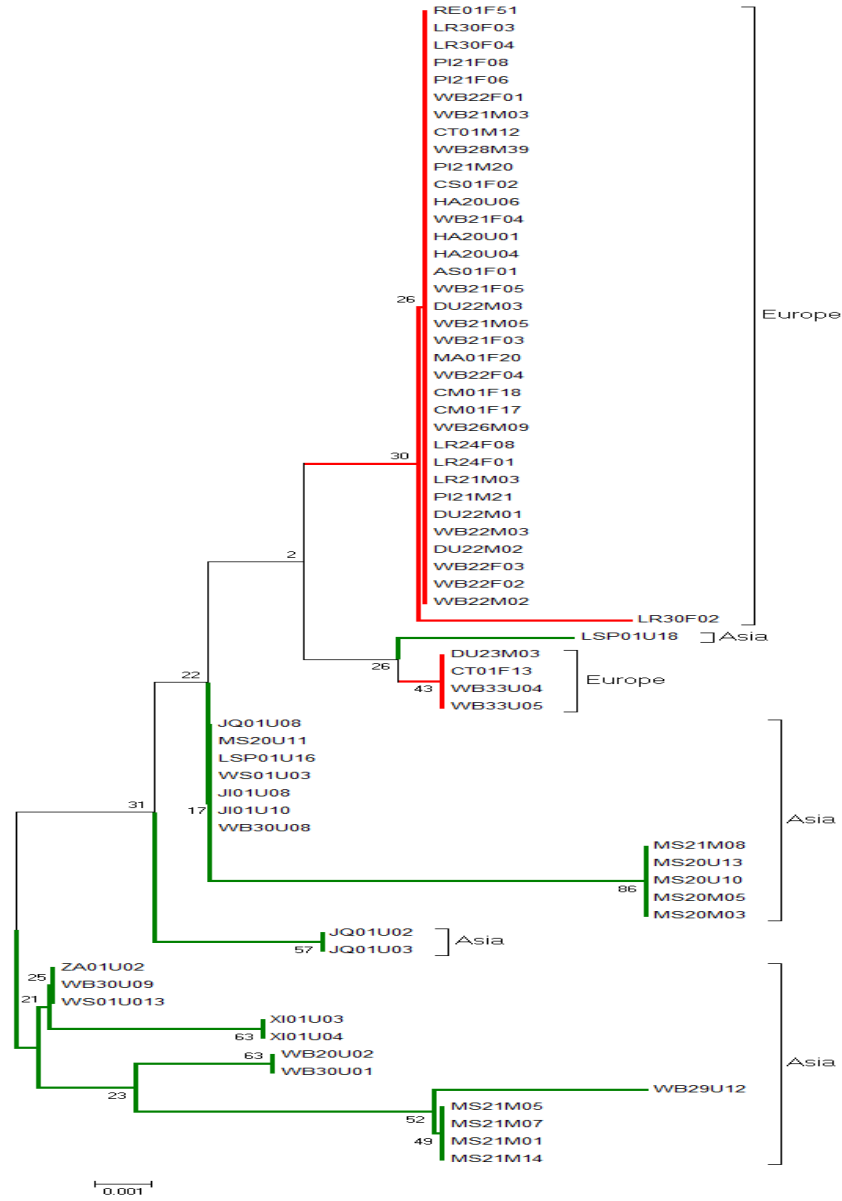 RE01F51
LR30F03
LR30F04
PI21F08
PI21F06
WB22F01
WB21M03
CT01M12
WB28M39
PI21M20
CS01F02
HA20U06
WB21F04
HA20U01
HA20U04
AS01F01
WB21F05
26
DU22M03
Europe
WB21M05
WB21F03
MA01F20
WB22F04
CM01F18
CM01F17
WB26M09
LR24F08
30
LR24F01
LR21M03
PI21M21
DU22M01
WB22M03
DU22M02
2
WB22F03
WB22F02
WB22M02
LR30F02
LSP01U18
Asia
DU23M03
26
CT01F13
22
Europe
43
WB33U04
WB33U05
JQ01U08
MS20U11
LSP01U16
WS01U03
JI01U08
31
17
JI01U10
Asia
WB30U08
MS21M08
MS20U13
86
MS20U10
MS20M05
MS20M03
JQ01U02
Asia
57
JQ01U03
ZA01U02
25
WB30U09
21
WS01U013
XI01U03
63
XI01U04
63
WB20U02
Asia
WB30U01
23
WB29U12
MS21M05
52
MS21M07
49
MS21M01
MS21M14
0.001